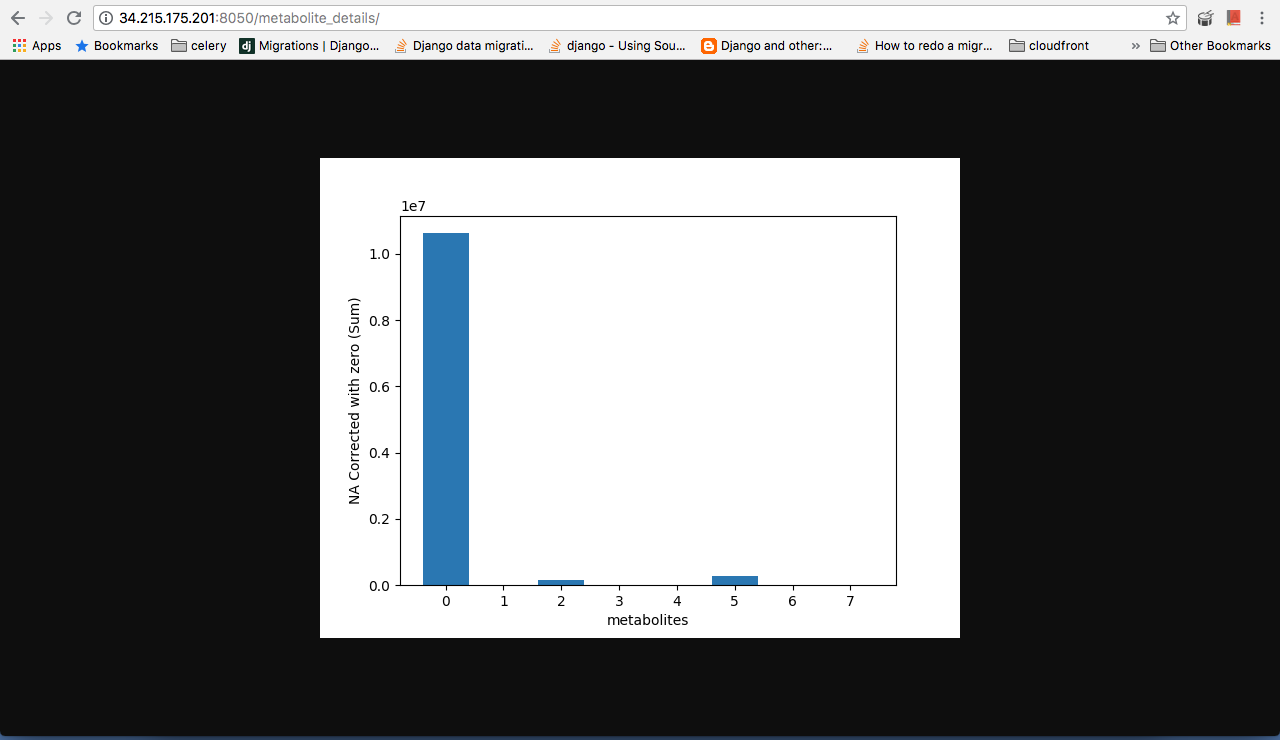 34.215.175.201:8050/metabolite_details/
Apps Bookmarks celery dj Migrations | Django... Django data migrati... django - Using Sou... Django and other:... How to redo a migr... cloudfront » Other Bookmarks
1e7
1.0
0.8
0.6
0.4
0.2
0.0
NA Corrected with zero (Sum)
0 1 2 3 4 5 6 7
metabolites